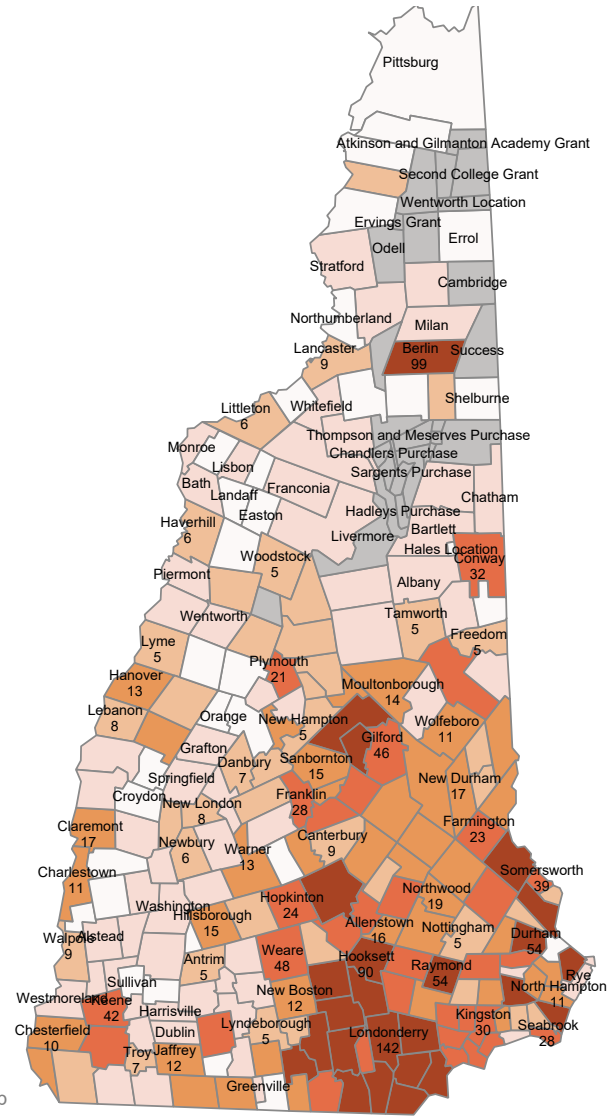 Pittsburg
Atkinson and Gilmanton Academy Grant
Second College Grant
Wentworth Location
Ervings Grant
Errol
Odell
Stratford
Cambridge
Northumberland
Milan
Lancaster
9
Berlin
99
Success
Shelburne
Whitefield
Littleton
6
Thompson and Meserves Purchase
Monroe
Chandlers Purchase
Lisbon
Sargents Purchase
Bath
Franconia
Landaff
Chatham
Easton
Hadleys Purchase
Haverhill
6
Bartlett
Livermore
Hales Location
Woodstock
5
Conway
32
Piermont
Albany
Wentworth
Tamworth
5
Lyme
5
Freedom
5
Plymouth
21
Hanover
13
Moultonborough
14
Lebanon
8
Orange
New Hampton
5
Wolfeboro
11
Gilford
46
Grafton
Danbury
7
Sanbornton
15
Springfield
New Durham
17
Croydon
Franklin
28
New London
8
Claremont
17
Farmington
23
Canterbury
9
Newbury
6
Warner
13
Charlestown
11
Somersworth
39
Northwood
19
Hopkinton
24
Washington
Hillsborough
15
Allenstown
16
Nottingham
5
Durham
54
Walpole
9
Alstead
Weare
48
Hooksett
90
Antrim
5
Raymond
54
Rye
Sullivan
North Hampton
11
Westmoreland
Keene
42
New Boston
12
Harrisville
Kingston
30
Seabrook
28
Chesterfield
10
Dublin
Lyndeborough
5
Londonderry
142
Troy
7
Jaffrey
12
Greenville